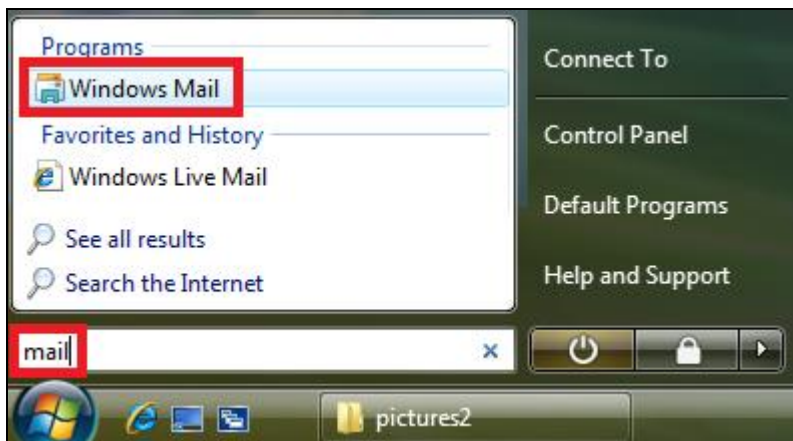 Programs
Windows Mail
Favorites and History
Windows Live Mail
See all results
Search the Internet
mail
Connect To
Control Panel
Default Programs
Help and Support
pictures2